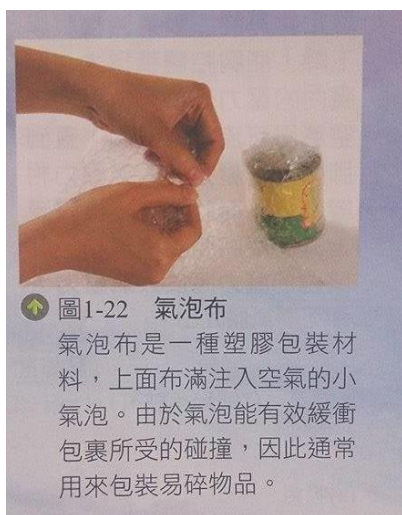 圖1-22 氣泡布
氣泡布是一種塑膠包裝材
料，上面布滿注入空氣的小
氣泡。由於氣泡能有效緩衝
包裹所受的碰撞，因此通常
用來包裝易碎物品。